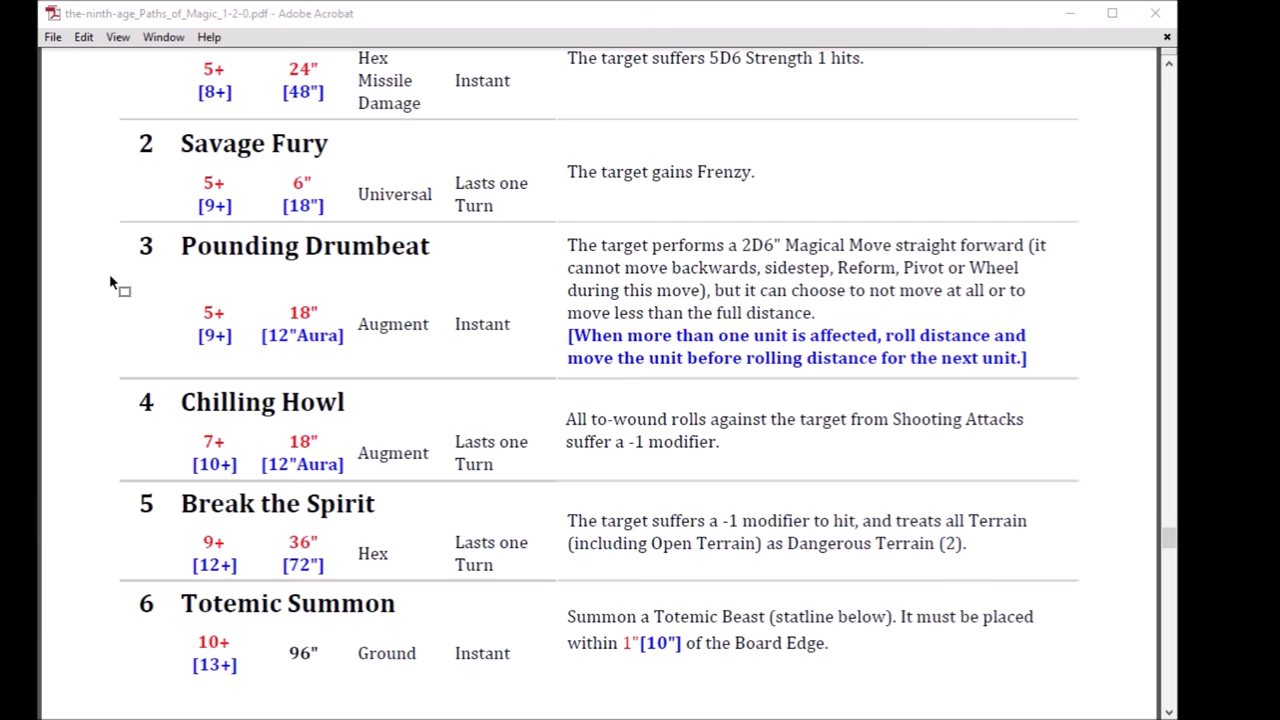 the-ninth-age_Paths_of_Magic_1-2-0.pdf - Adobe Acrobat
File Edit View Window Help
5+ 24" Hex Missile Damage Instant The target suffers 5D6 Strength 1 hits.
[8+] [48"]
2 Savage Fury
The target gains Frenzy.
5+ 6" Universal Lasts one
[9+] [18"] Turn
3 Pounding Drumbeat
The target performs a 2D6" Magical Move straight forward (it
cannot move backwards, sidestep, Reform, Pivot or Wheel
during this move), but it can choose to not move at all or to
move less than the full distance.
[When more than one unit is affected, roll distance and
move the unit before rolling distance for the next unit.]
5+ 18" Augment Instant
[9+] [12"Aura]
4 Chilling Howl
All to-wound rolls against the target from Shooting Attacks
suffer a -1 modifier.
7+ 18" Augment Lasts one
[10+] [12"Aura] Turn
5 Break the Spirit
The target suffers a -1 modifier to hit, and treats all Terrain
(including Open Terrain) as Dangerous Terrain (2).
9+ 36" Hex Lasts one
[12+] [72"] Turn
6 Totemic Summon
Summon a Totemic Beast (statline below). It must be placed
within 1"[10"] of the Board Edge.
10+ 96" Ground Instant
[13+]